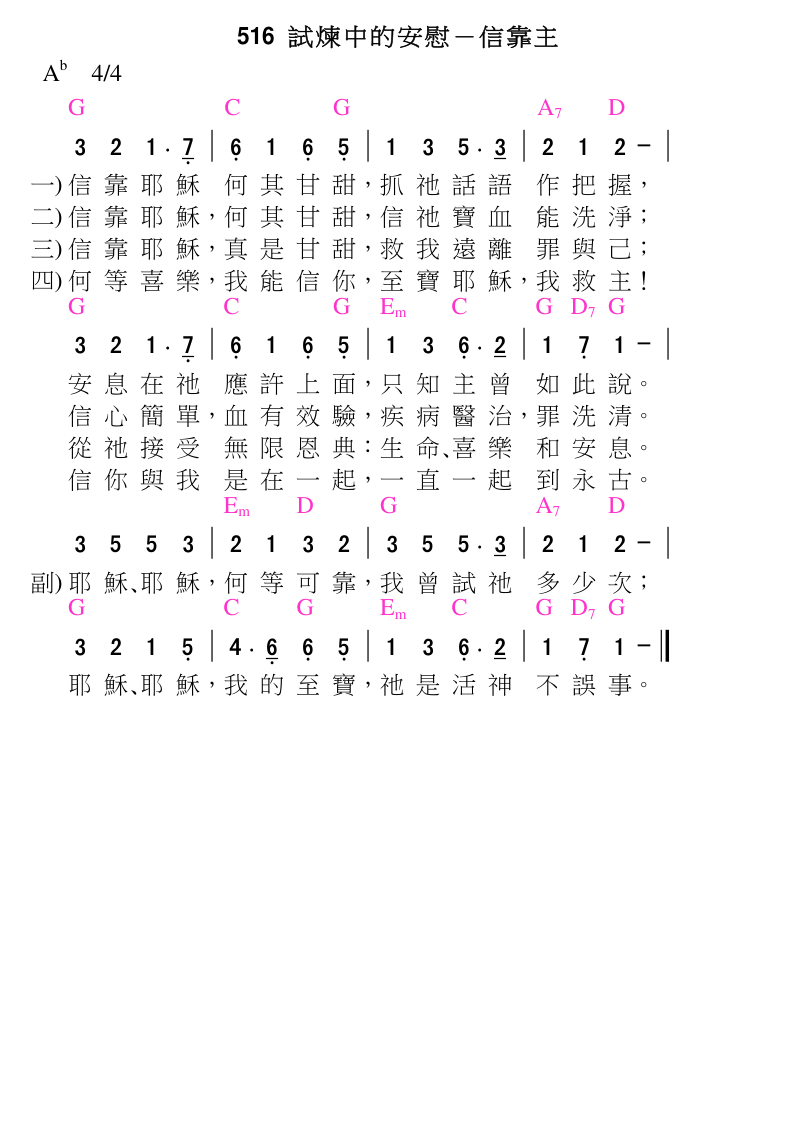 516 試煉中的安慰－信靠主
Ab 4/4
G C G A7 D
3 2 1 · 7 | 6 1 6 5 | 1 3 5 · 3 | 2 1 2 － |
一) 信靠耶穌 何其甘甜，抓祂話語 作把握，
二) 信靠耶穌，何其甘甜，信祂寶血 能洗淨；
三) 信靠耶穌，真是甘甜，救我遠離 罪與己；
四) 何等喜樂，我能信你，至寶耶穌，我救主！
G C G Em C G D7 G
3 2 1 · 7 | 6 1 6 5 | 1 3 6 · 2 | 1 7 1 － |
安息在祂 應許上面，只知主曾 如此說。
信心簡單，血有效驗，疾病醫治，罪洗清。
從祂接受 無限恩典：生命、喜樂 和安息。
信你與我 是在一起，一直一起 到永古。
Em D G A7 D
3 5 5 3 | 2 1 3 2 | 3 5 5 · 3 | 2 1 2 － |
副) 耶穌、耶穌，何等可靠，我曾試祂 多少次；
G C G Em C G D7 G
3 2 1 5 | 4 · 6 6 5 | 1 3 6 · 2 | 1 7 1 － ‖
耶穌、耶穌，我的至寶，祂是活神 不誤事。